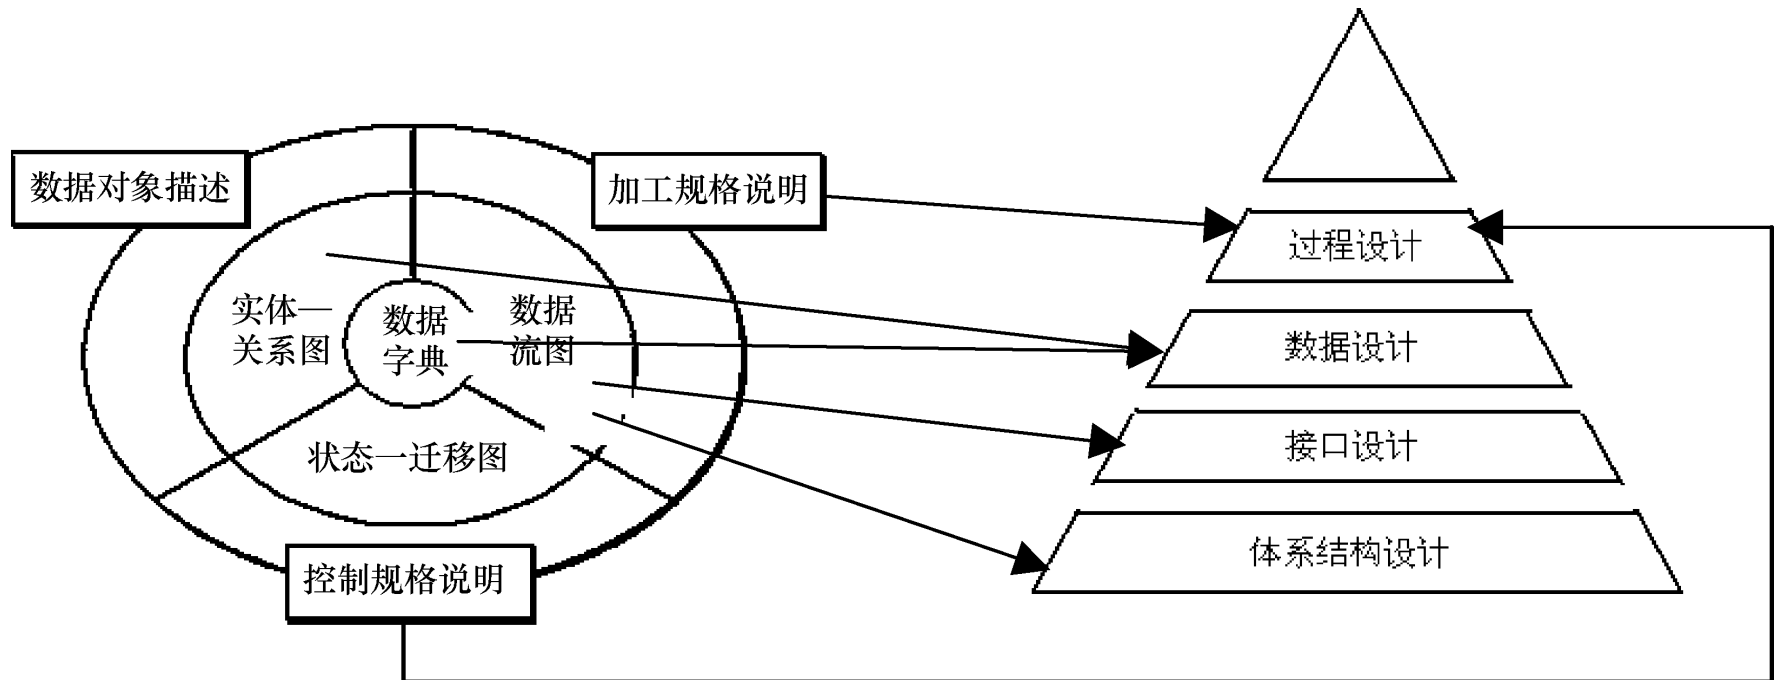 数据对象描述
加工规格说明
实体—
关系图
数据
字典
数据
流图
状态一迁移图
控制规格说明
过程设计
数据设计
接口设计
体系结构设计